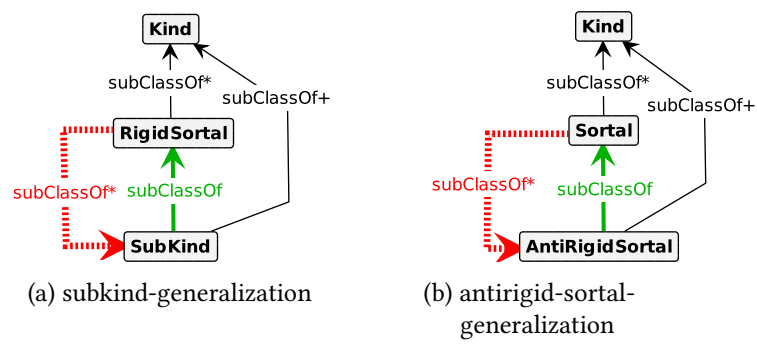 Kind
subClassOf*
subClassOf+
RigidSortal
subClassOf*
subClassOf
SubKind
(a) subkind-generalization
Kind
subClassOf*
subClassOf+
Sortal
subClassOf*
subClassOf
AntiRigidSortal
(b) antirigid-sortal-
generalization